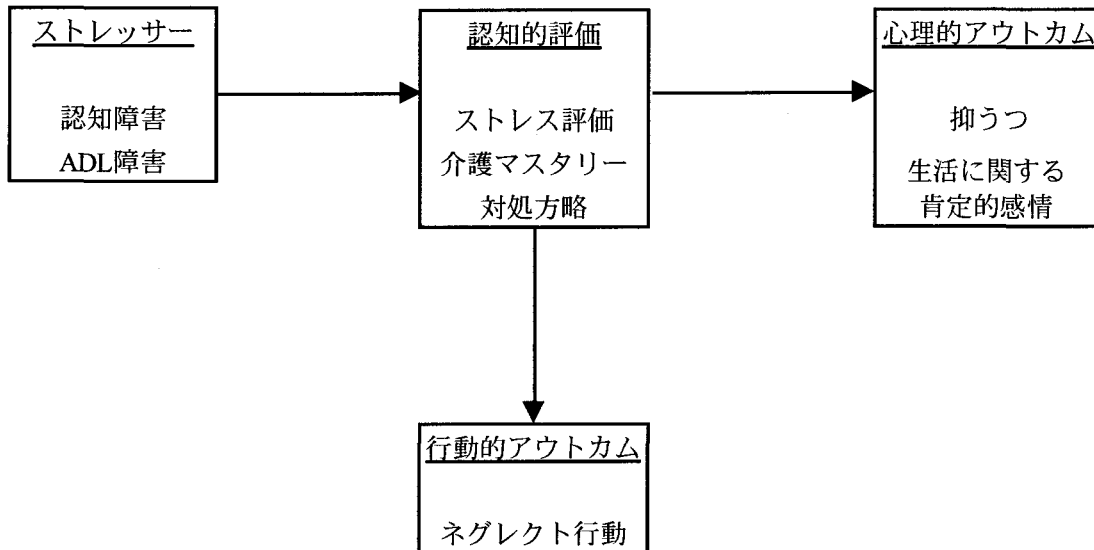 ストレッサー
認知障害
ADL障害
認知的評価
ストレス評価
介護マスタリー
対処方略
心理的アウトカム
抑うつ
生活に関する
肯定的感情
行動的アウトカム
ネグレクト行動